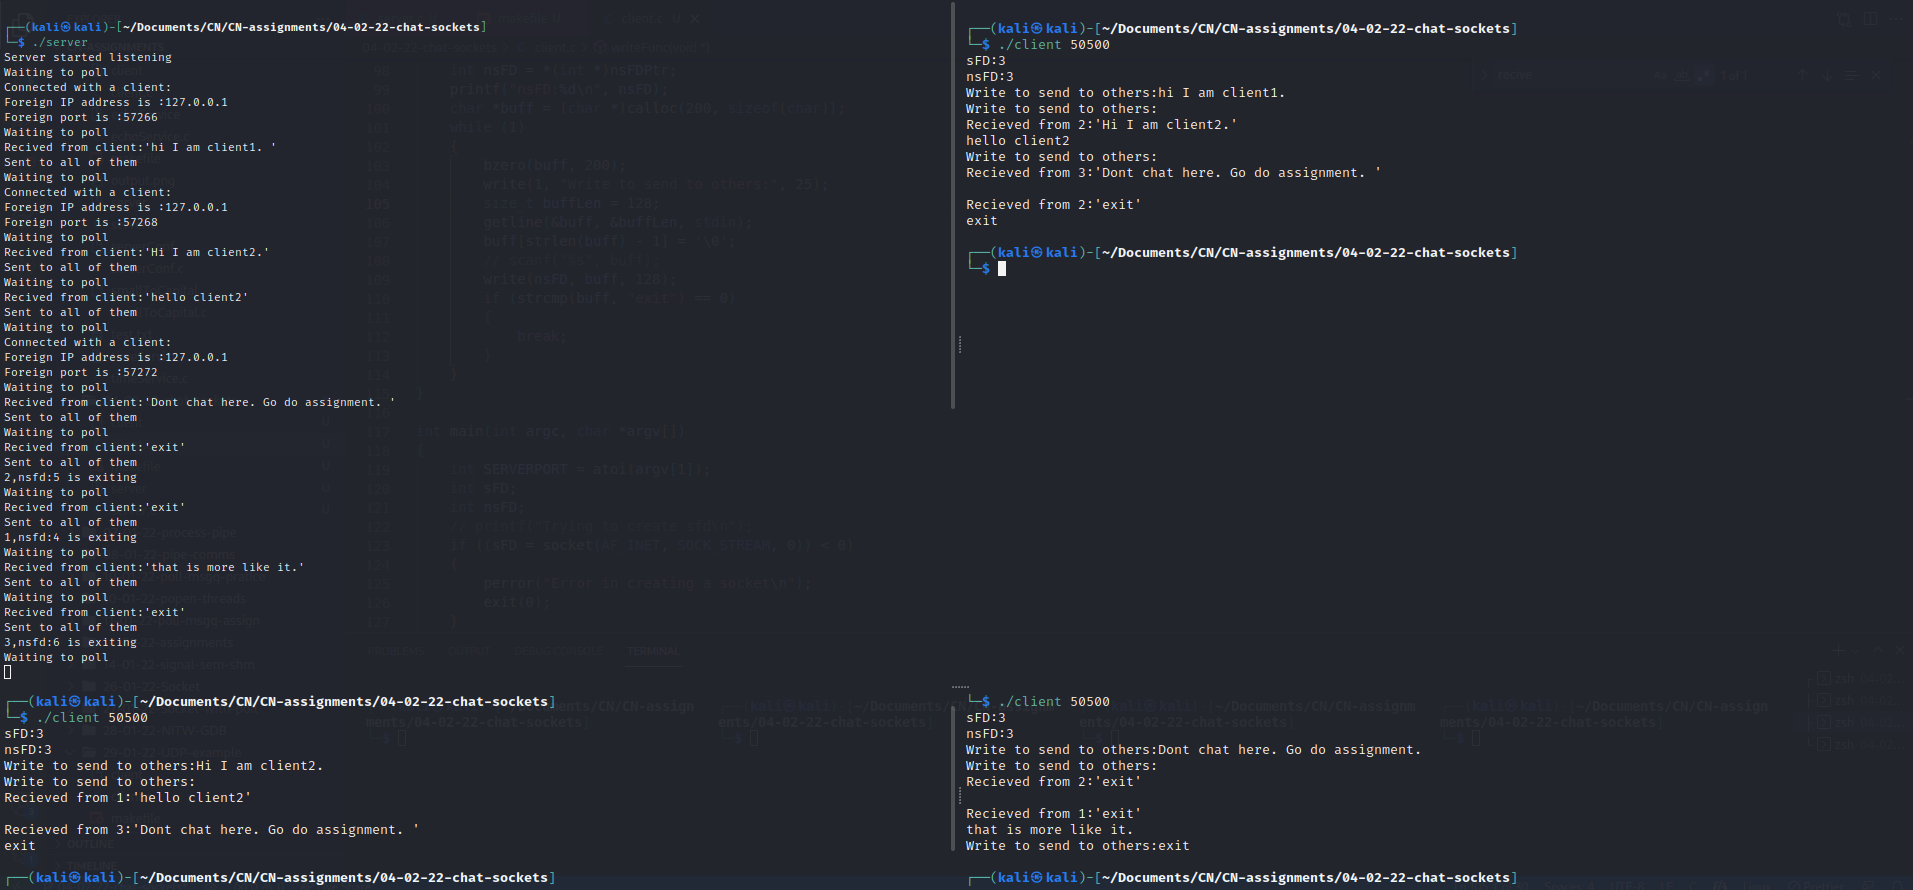 ┌──(kali㉿kali)-[~/Documents/CN/CN-assignments/04-02-22-chat-sockets]
└─$ ./server
Server started listening
Waiting to poll
Connected with a client:
Foreign IP address is :127.0.0.1
Foreign port is :57266
Waiting to poll
Recived from client:'hi I am client1. '
Sent to all of them
Waiting to poll
Connected with a client:
Foreign IP address is :127.0.0.1
Foreign port is :57268
Waiting to poll
Recived from client:'Hi I am client2.'
Sent to all of them
Waiting to poll
Recived from client:'hello client2'
Sent to all of them
Waiting to poll
Connected with a client:
Foreign IP address is :127.0.0.1
Foreign port is :57272
Waiting to poll
Recived from client:'Dont chat here. Go do assignment. '
Sent to all of them
Waiting to poll
Recived from client:'exit'
Sent to all of them
2,nsfd:5 is exiting
Waiting to poll
Recived from client:'exit'
Sent to all of them
1,nsfd:4 is exiting
Waiting to poll
Recived from client:'that is more like it.'
Sent to all of them
Waiting to poll
Recived from client:'exit'
Sent to all of them
3,nsfd:6 is exiting
Waiting to poll
┌──(kali㉿kali)-[~/Documents/CN/CN-assignments/04-02-22-chat-sockets]
└─$ ./client 50500
sFD:3
nsFD:3
Write to send to others:hi I am client1.
Write to send to others:
Recieved from 2:'Hi I am client2.'
hello client2
Write to send to others:
Recieved from 3:'Dont chat here. Go do assignment. '
Recieved from 2:'exit'
exit
┌──(kali㉿kali)-[~/Documents/CN/CN-assignments/04-02-22-chat-sockets]
└─$
┌──(kali㉿kali)-[~/Documents/CN/CN-assignments/04-02-22-chat-sockets]
└─$ ./client 50500
sFD:3
nsFD:3
Write to send to others:Hi I am client2.
Write to send to others:
Recieved from 1:'hello client2'
Recieved from 3:'Dont chat here. Go do assignment. '
exit
┌──(kali㉿kali)-[~/Documents/CN/CN-assignments/04-02-22-chat-sockets]
└─$ ./client 50500
sFD:3
nsFD:3
Write to send to others:Dont chat here. Go do assignment.
Write to send to others:
Recieved from 2:'exit'
Recieved from 1:'exit'
that is more like it.
Write to send to others:exit
┌──(kali㉿kali)-[~/Documents/CN/CN-assignments/04-02-22-chat-sockets]